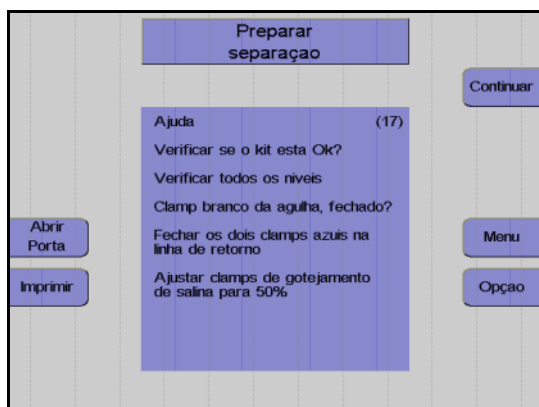 Preparar
separaçao
Continuar
Ajuda (17)
Verificar se o kit esta Ok?
Verificar todos os niveis
Clamp branco da agulha, fechado?
Abrir
Porta
Fechar os dois clamps azuis na
linha de retorno
Menu
Imprimir
Ajustar clamps de gotejamento
de salina para 50%
Opçao